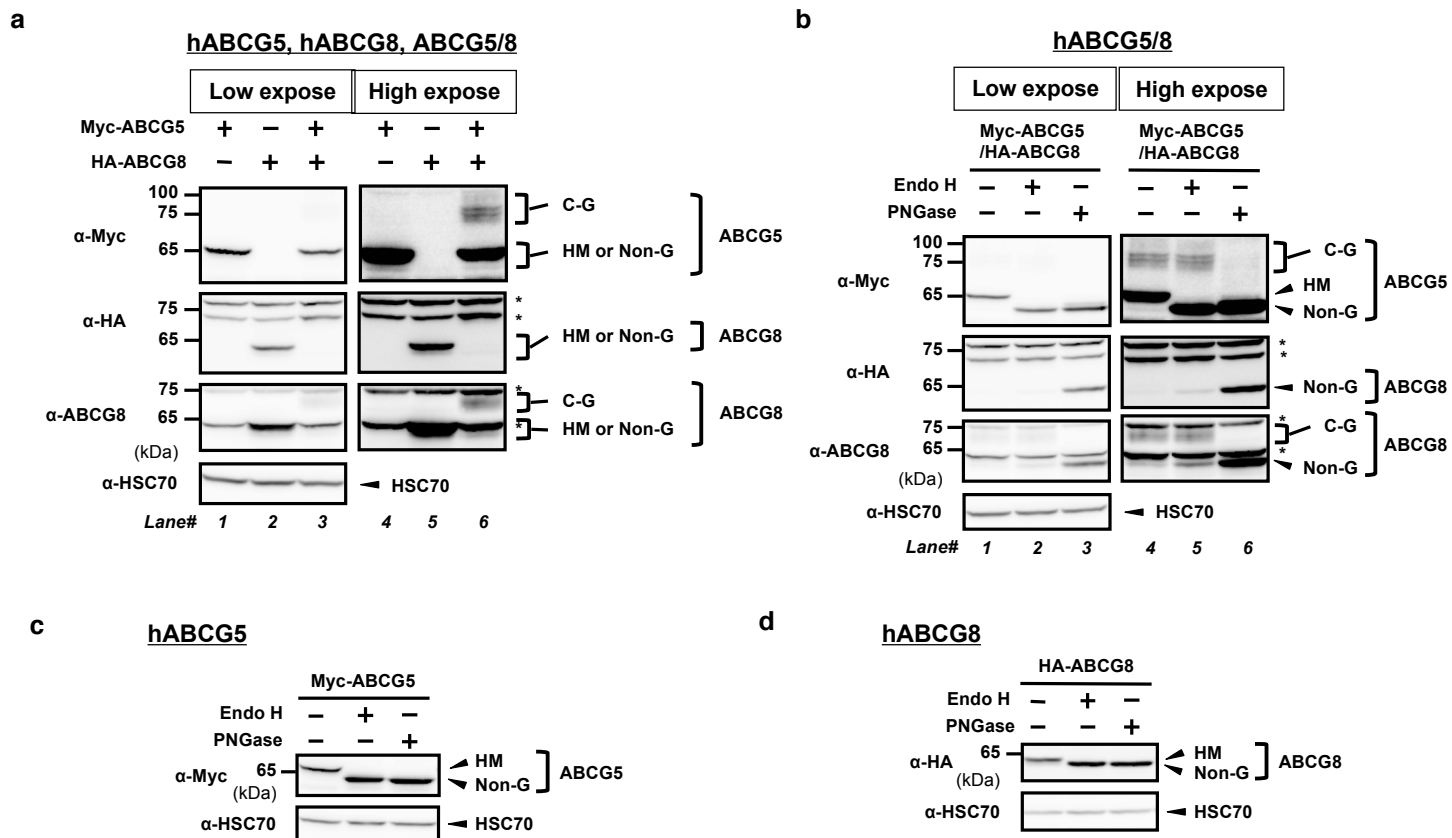 a
hABCG5, hABCG8, ABCG5/8
Low expose High expose
Myc-ABCG5 + − + + − +
HA-ABCG8 − + + − + +
100
75
65
α-Myc
C-G
HM or Non-G
ABCG5
75
65
α-HA
*
*
HM or Non-G
ABCG8
75
65
α-ABCG8
(kDa)
*
C-G
*
HM or Non-G
ABCG8
α-HSC70
HSC70
Lane# 1 2 3 4 5 6
b
hABCG5/8
Low expose High expose
Myc-ABCG5 Myc-ABCG5
/HA-ABCG8 /HA-ABCG8
Endo H − + − − + −
PNGase − − + − − +
100
75
65
α-Myc
C-G
HM
Non-G
ABCG5
75
65
α-HA
*
*
Non-G
ABCG8
75
65
α-ABCG8
(kDa)
*
C-G
*
Non-G
ABCG8
α-HSC70
HSC70
Lane# 1 2 3 4 5 6
c
hABCG5
Myc-ABCG5
Endo H − + −
PNGase − − +
α-Myc 65
(kDa)
HM
Non-G
ABCG5
α-HSC70
HSC70
d
hABCG8
HA-ABCG8
Endo H − + −
PNGase − − +
65
α-HA
(kDa)
HM
Non-G
ABCG8
α-HSC70
HSC70